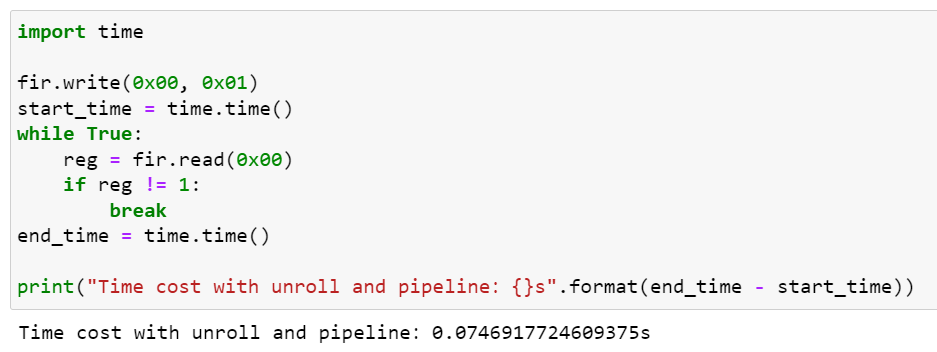 import time
fir.write(0x00, 0x01)
start_time = time.time()
while True:
    reg = fir.read(0x00)
    if reg != 1:
        break
end_time = time.time()
print("Time cost with unroll and pipeline: {}s".format(end_time - start_time))
Time cost with unroll and pipeline: 0.0746917724609375s